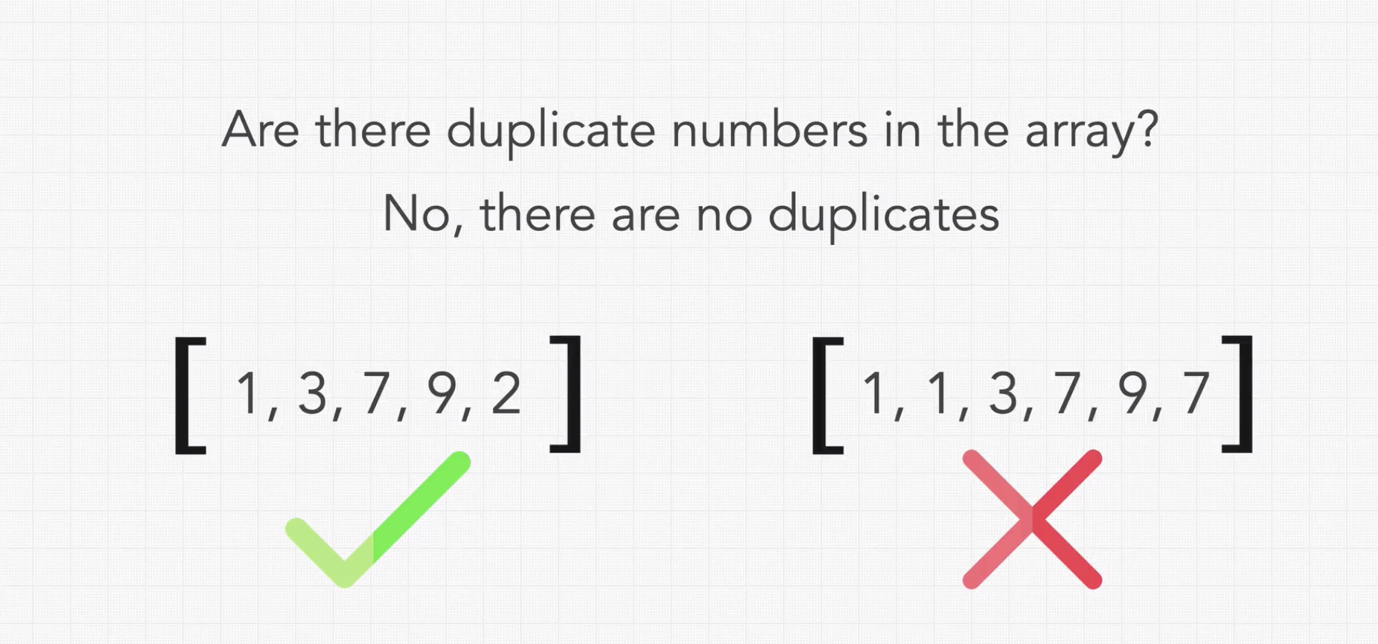 Are there duplicate numbers in the array?
No, there are no duplicates
[ 1, 3, 7, 9, 2 ]
[ 1, 1, 3, 7, 9, 7 ]